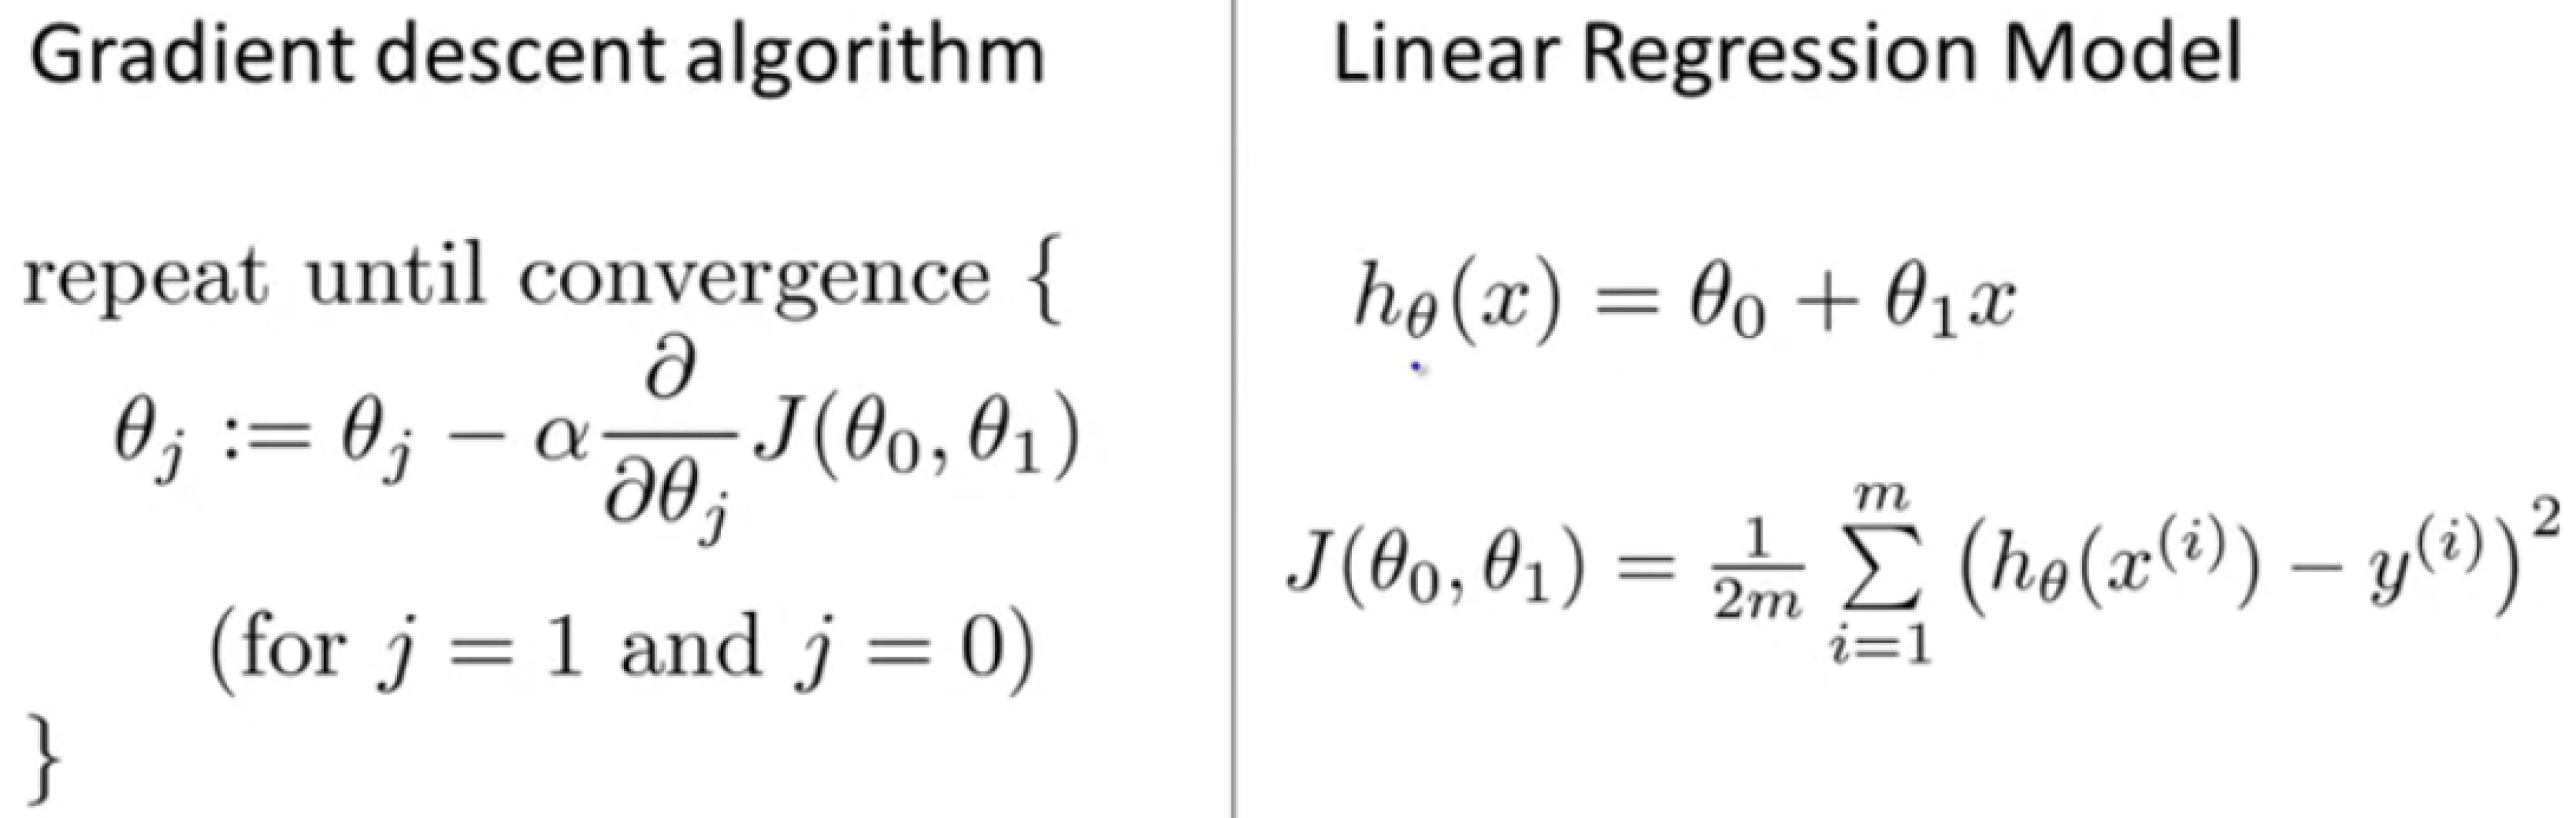 Gradient descent algorithm
repeat until convergence {
θ_j := θ_j − α ∂/∂θ_j J(θ_0, θ_1)
(for j = 1 and j = 0)
}
Linear Regression Model
h_θ(x) = θ_0 + θ_1x
J(θ_0, θ_1) = 1/2m ∑_{i=1}^{m} (h_θ(x^{(i)}) − y^{(i)})^2